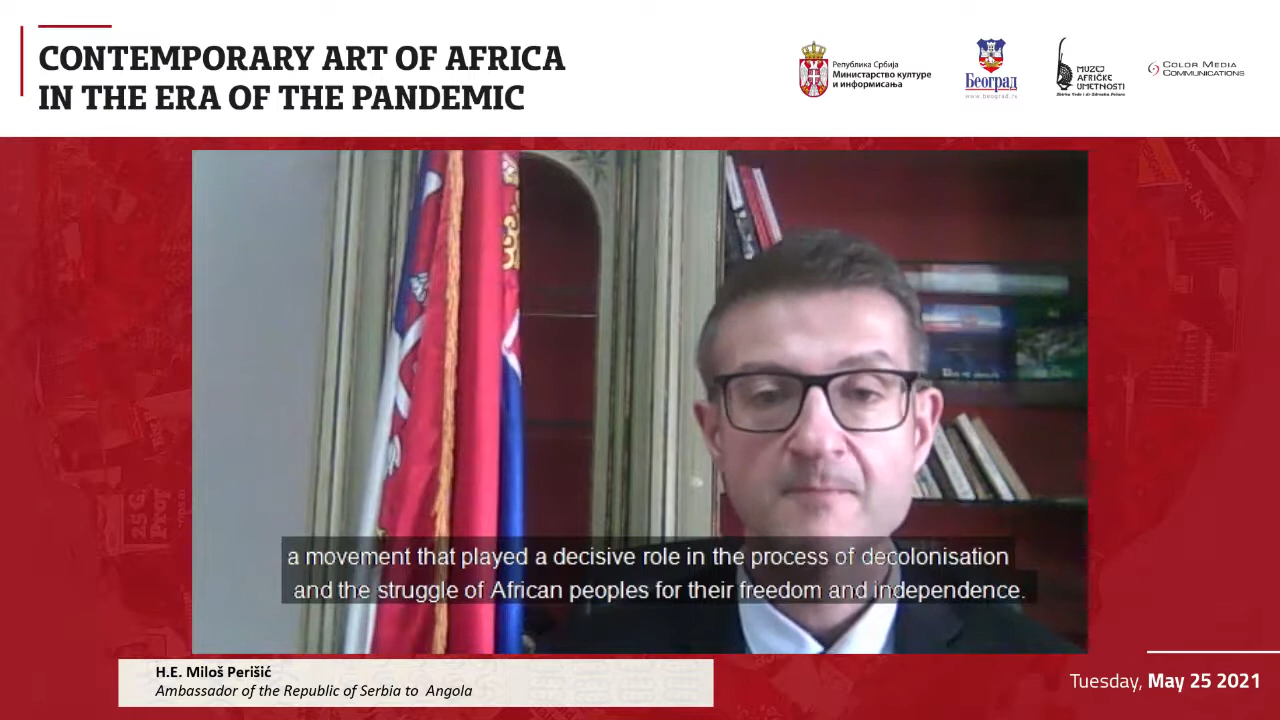 CONTEMPORARY ART OF AFRICA
IN THE ERA OF THE PANDEMIC
Република Србија
Министарство културе
и информисања
Београд
www.beograd.rs
MUZEJ
AFRIČKE
UMETNOSTI
COLOR MEDIA
COMMUNICATIONS
a movement that played a decisive role in the process of decolonisation
and the struggle of African peoples for their freedom and independence.
H.E. Miloš Perišić
Ambassador of the Republic of Serbia to Angola
Tuesday, May 25 2021